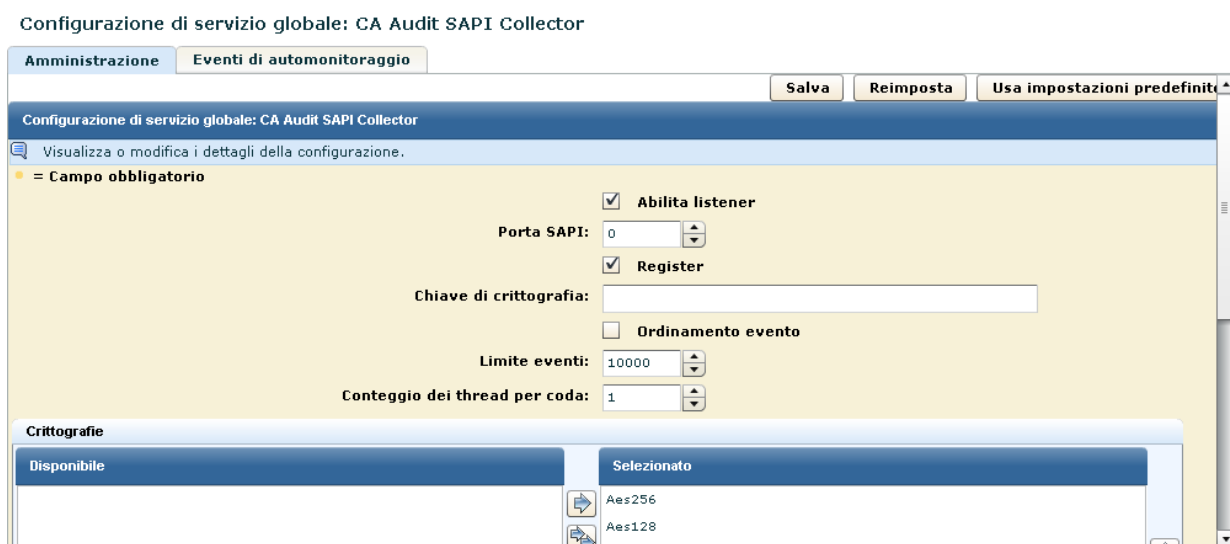 Configurazione di servizio globale: CA Audit SAPI Collector
Amministrazione Eventi di automonitoraggio
Salva Reimposta Usa impostazioni
Configurazione di servizio globale: CA Audit SAPI Collector
Visualizza o modifica i dettagli della configurazione.
= Campo obbligatorio
Abilita listener
Porta SAPI: 0
Register
Chiave di crittografia:
Ordinamento evento
Limite eventi: 10000
Conteggio dei thread per coda: 1
Crittografie
Disponibile Selezionato
Aes256
Aes128